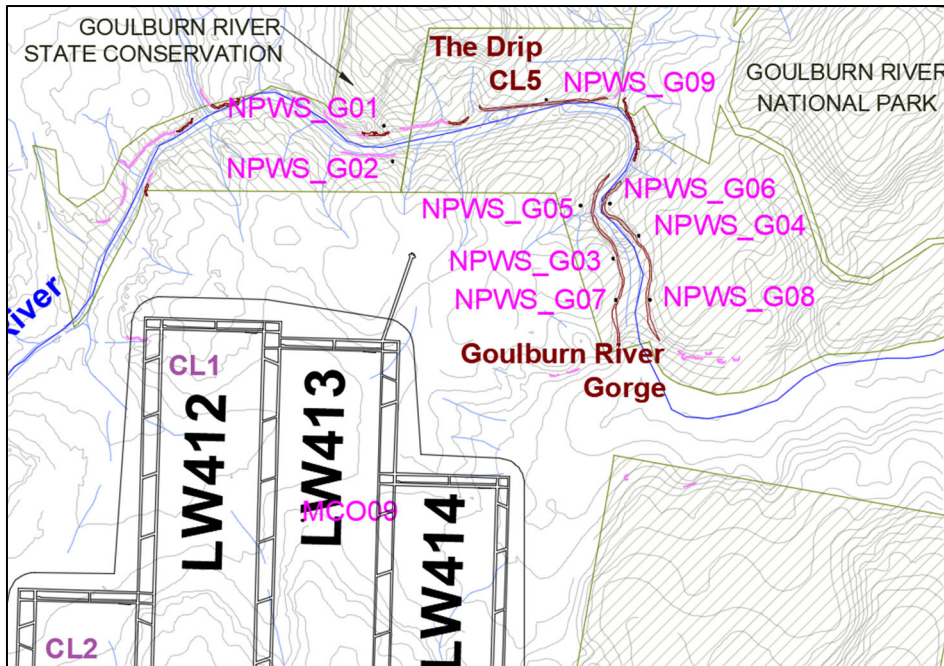 GOULBURN RIVER
STATE CONSERVATION
The Drip
CL5
NPWS_G09
GOULBURN RIVER
NATIONAL PARK
NPWS_G01
NPWS_G02
NPWS_G05
NPWS_G06
NPWS_G04
NPWS_G03
NPWS_G07
NPWS_G08
River
Goulburn River
Gorge
CL1
LW412
LW413
MCO09
LW414
CL2